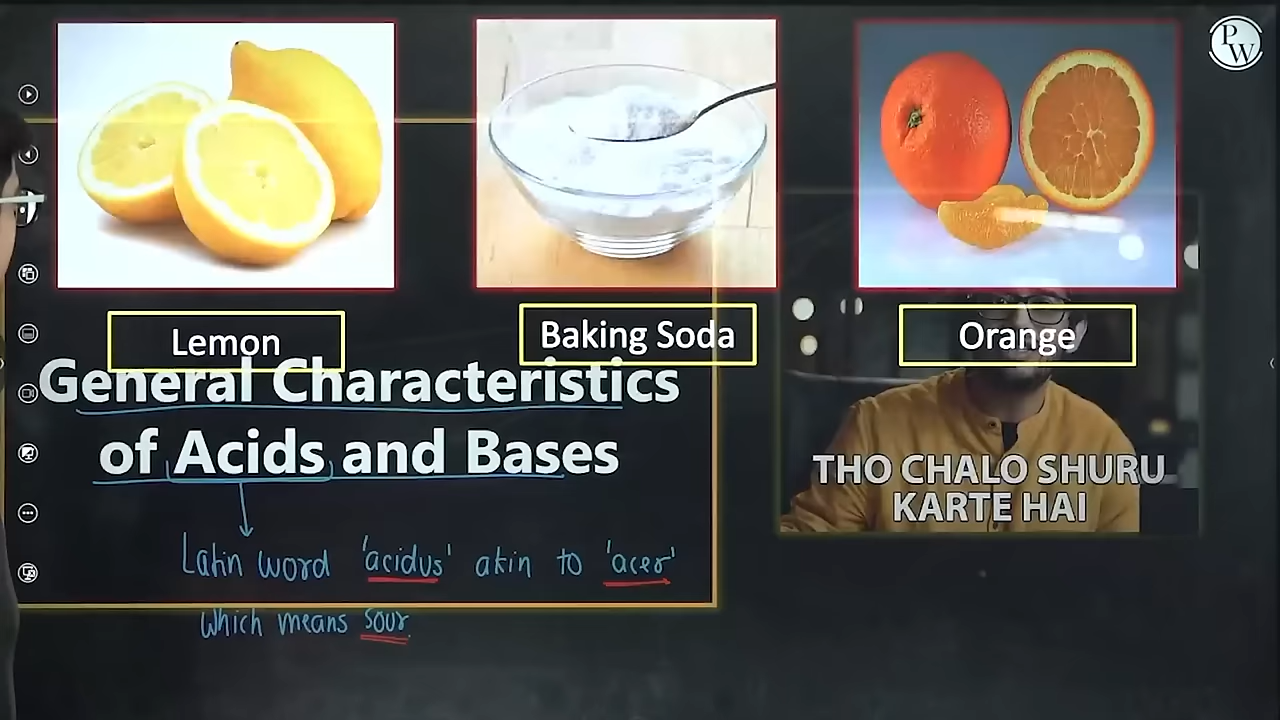 PW
Lemon
Baking Soda
Orange
General Characteristics
of Acids and Bases
THO CHALO SHURU
KARTE HAI
Latin word 'acidus' akin to 'acer'
which means sour